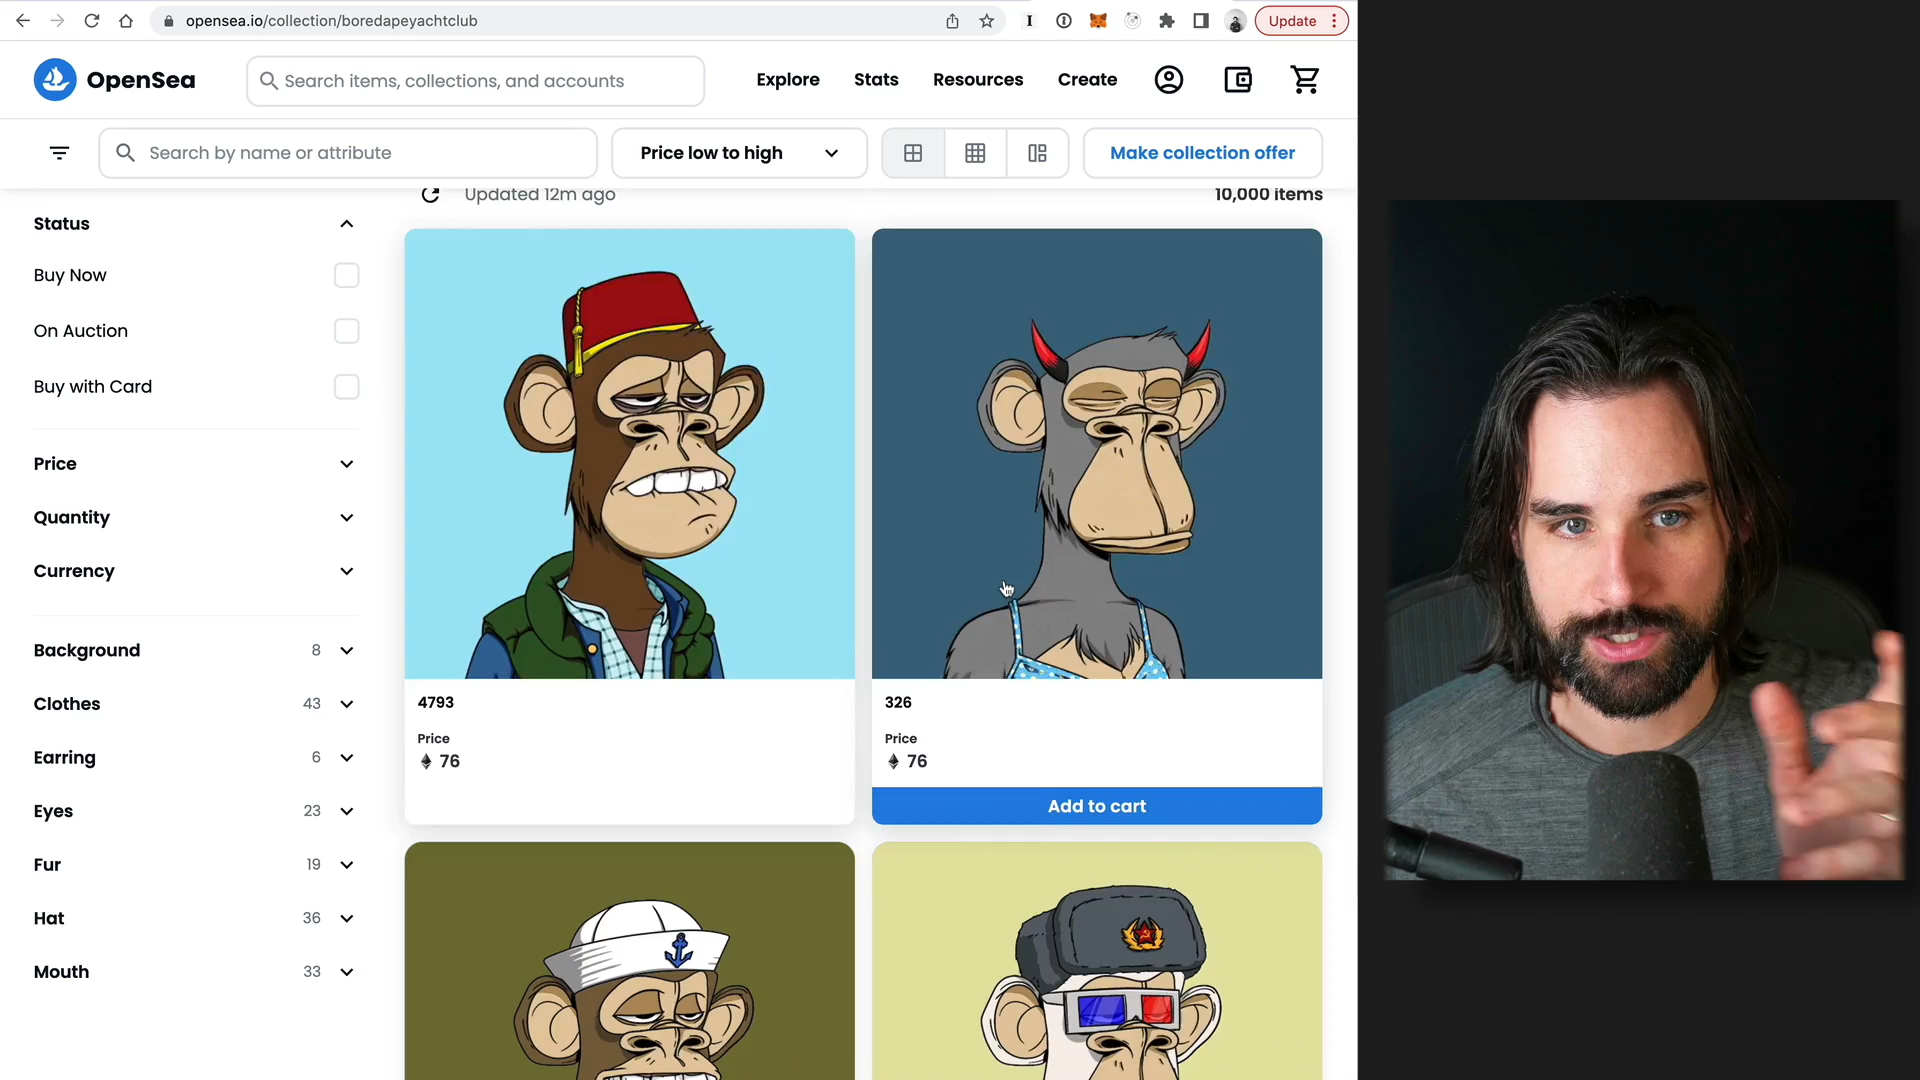 opensea.io/collection/boredapeyachtclub
Update
OpenSea
Search items, collections, and accounts
Explore
Stats
Resources
Create
Search by name or attribute
Price low to high
Make collection offer
Updated 12m ago
10,000 items
Status
Buy Now
On Auction
Buy with Card
Price
Quantity
Currency
Background 8
Clothes 43
Earring 6
Eyes 23
Fur 19
Hat 36
Mouth 33
4793
Price
76
326
Price
76
Add to cart